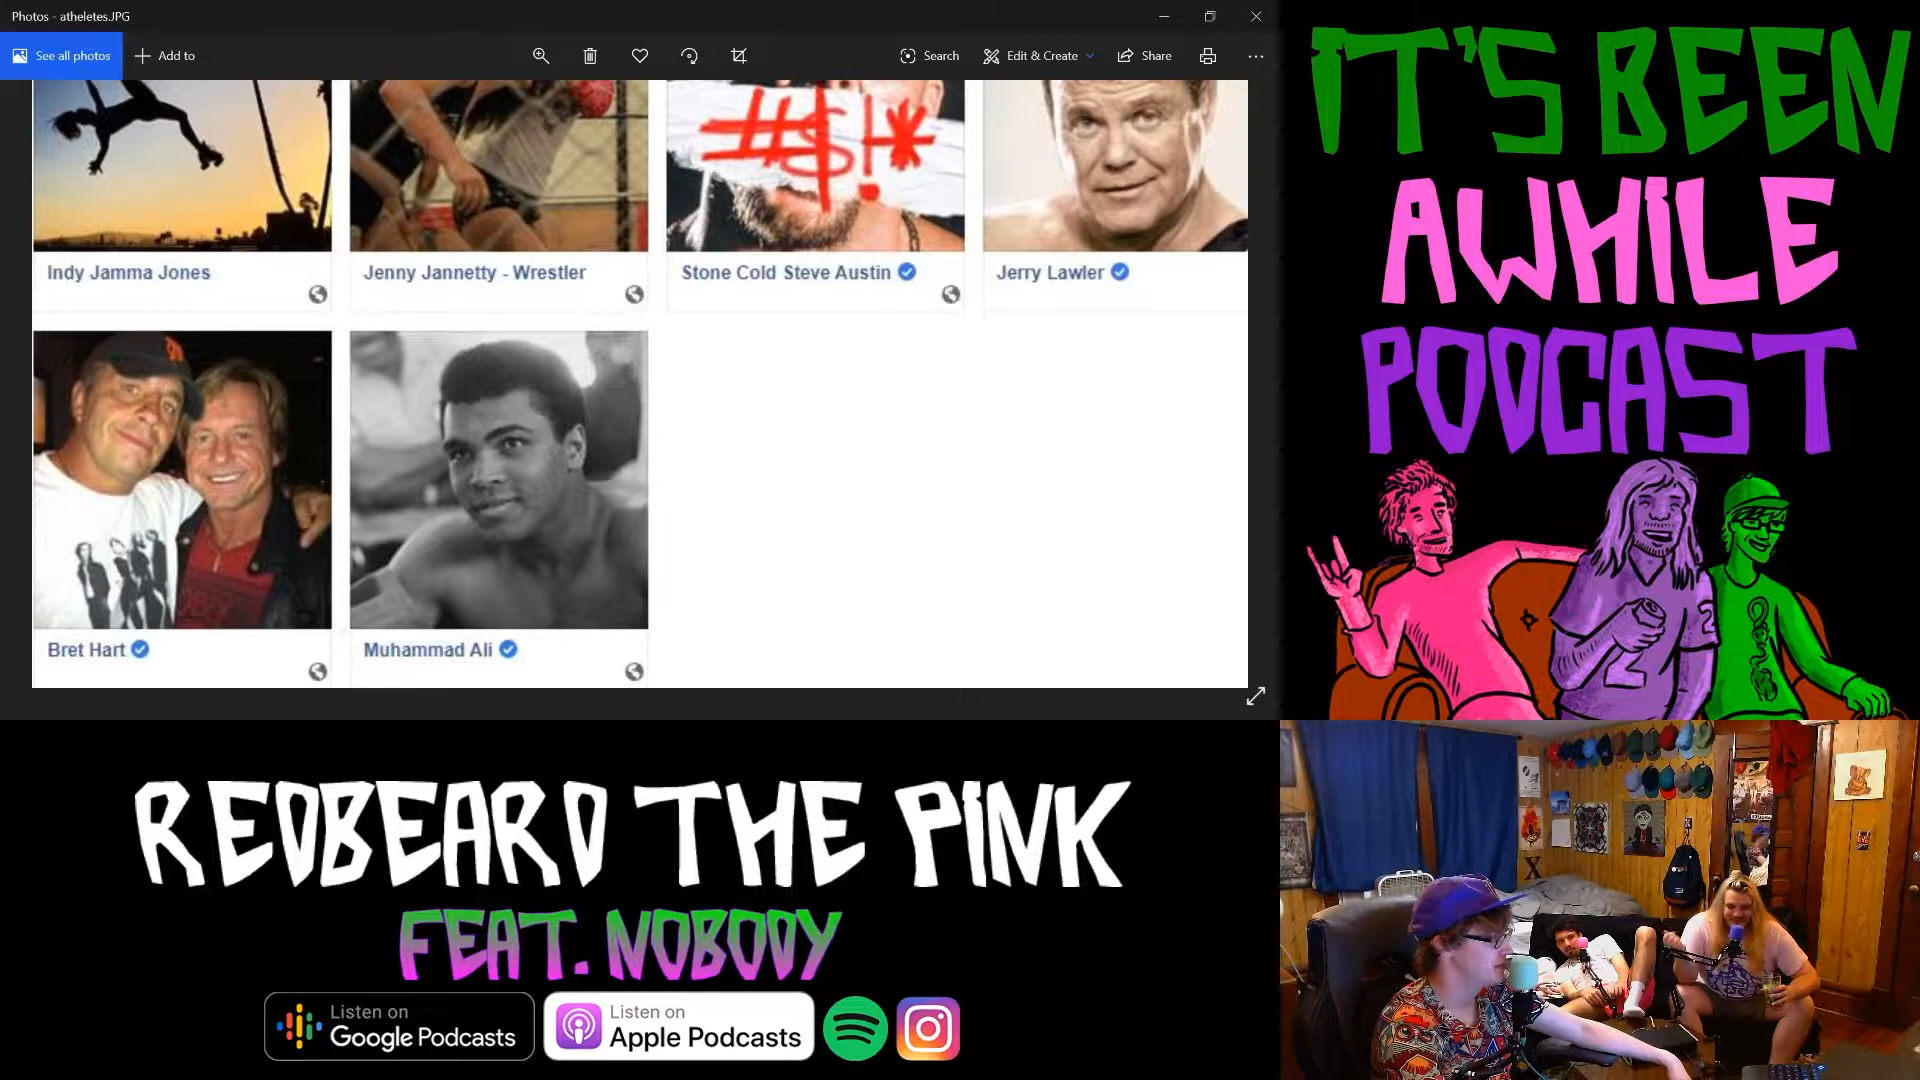 Photos - atheletes.JPG
See all photos
Add to
Search
Edit & Create
Share
#$!*
Indy Jamma Jones
Jenny Jannetty - Wrestler
Stone Cold Steve Austin
Jerry Lawler
Bret Hart
Muhammad Ali
IT'S BEEN
AWHILE
PODCAST
2
2
REDBEARD THE PINK
FEAT. NOBODY
Listen on
Google Podcasts
Listen on
Apple Podcasts
X